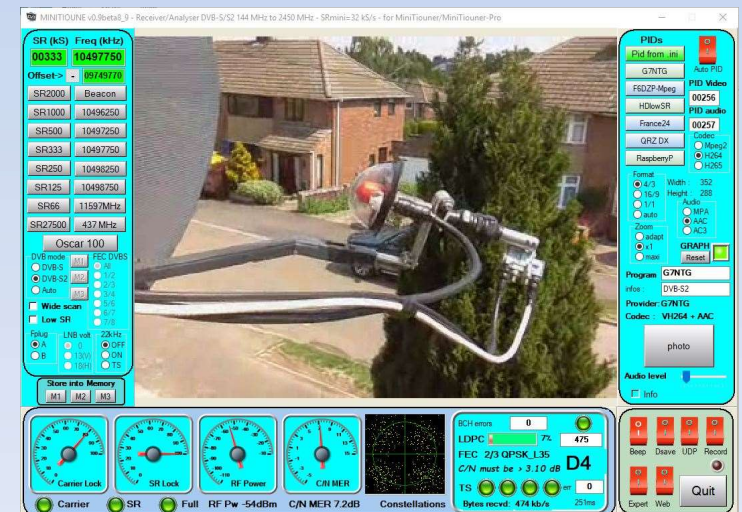 MINITIOUNE v0.9beta8_9 - Receiver/Analyser DVB-S/S2 144 MHz to 2450 MHz - SRmini=32 kS/s - for MiniTiouner/MiniTiouner-Pro
SR (kS) Freq (kHz)
00333 10497750
Offset-> - 09749770
SR2000 Beacon
SR1000 10496250
SR500 10497250
SR333 10497750
SR250 10498250
SR125 10498750
SR66 11597MHz
SR27500 437 MHz
Oscar 100
DVB mode FEC DVBS
DVB-S M1 All
DVB-S2 M2 1/2
2/3
Auto M3 3/4
Wide scan 5/6
Low SR 6/7
7/8
Fplug LNB volt 22kHz
A 0 OFF
B 13(V) ON
18(H) TS
Store into Memory
M1 M2 M3
PIDs
Pid from .ini
Auto PID
G7NTG
F6DZP-Mpeg
PID Video
00256
HDlowSR
PID audio
France24
00257
QRZ DX
Codec
Mpeg2
RaspberryP
H264
H265
Format
4/3 Width : 352
16/9 Height : 288
1/1 Audio
auto MPA
Zoom AAC
adapt AC3
x1 GRAPH
maxi Reset
Program G7NTG
infos : DVB-S2
Provider: G7NTG
Codec : VH264 + AAC
photo
Audio level
Info
Carrier Lock
SR Lock
RF Power
C/N MER
Carrier SR Full RF Pw -54dBm C/N MER 7.2dB Constellations
BCH errors 0
LDPC 7% 475
FEC 2/3 QPSK_L35
C/N must be > 3.10 dB D4
TS err 0
Bytes recvd: 474 kb/s 251ms
Beep Dsave UDP Record
Expert Web Quit